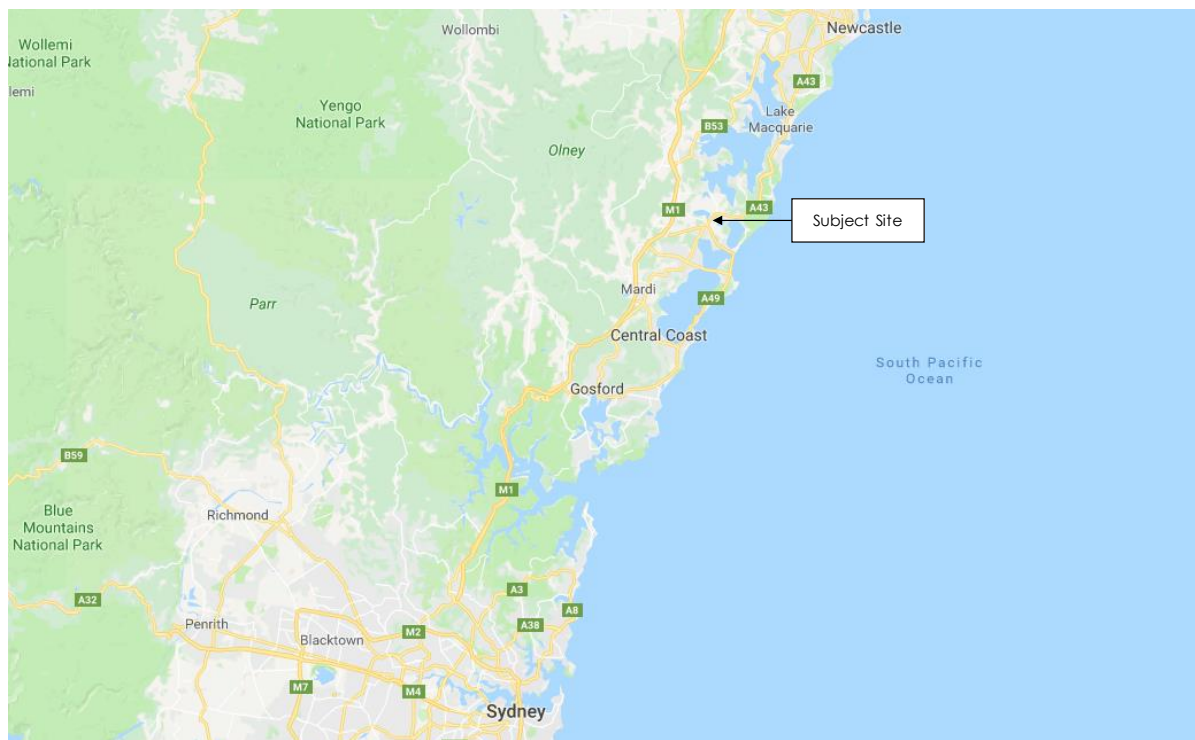 Wollombi
Newcastle
Wollemi
National Park
lemi
A43
Yengo
National Park
Lake
Macquarie
B53
Olney
M1
A43
Subject Site
Mardi
A49
Parr
Central Coast
South Pacific
Ocean
Gosford
B59
M1
Richmond
Blue
Mountains
National Park
A3
A32
A8
Penrith
A38
M2
Blacktown
M7
M4
Sydney